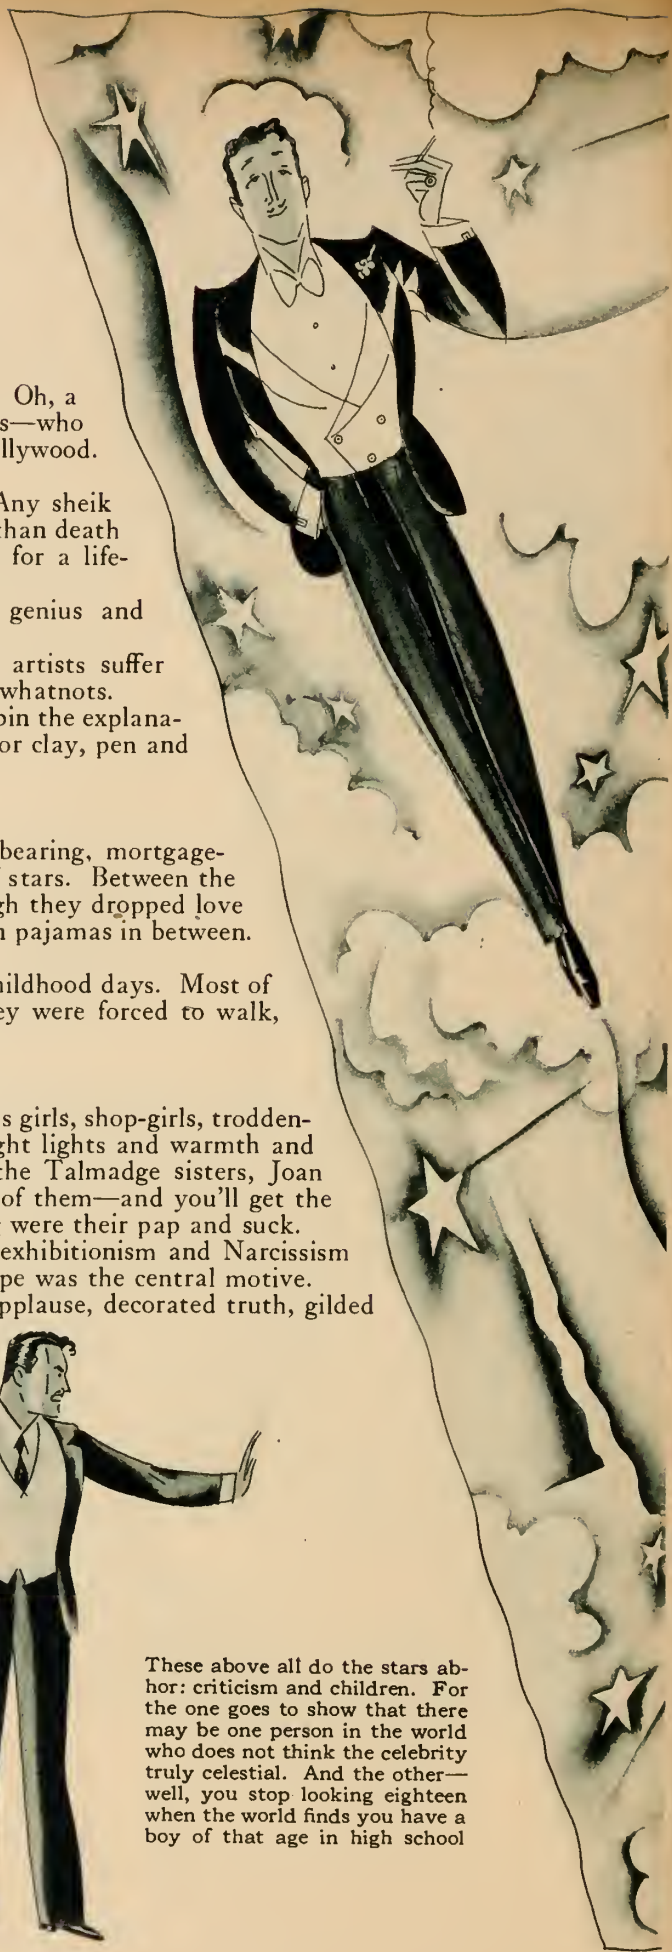 Oh, a
s—who
llywood.
Any sheik
than death
for a life-
genius and
artists suffer
whatnots.
pin the explana-
or clay, pen and
bearing, mortgage-
stars. Between the
gh they dropped love
n pajamas in between.
hildhood days. Most of
ey were forced to walk,
s girls, shop-girls, trodden-
ght lights and warmth and
the Talmadge sisters, Joan
of them—and you'll get the
were their pap and suck.
exhibitionism and Narcissism
pe was the central motive.
pplause, decorated truth, gilded
These above all do the stars ab-
hor: criticism and children. For
the one goes to show that there
may be one person in the world
who does not think the celebrity
truly celestial. And the other—
well, you stop looking eighteen
when the world finds you have a
boy of that age in high school